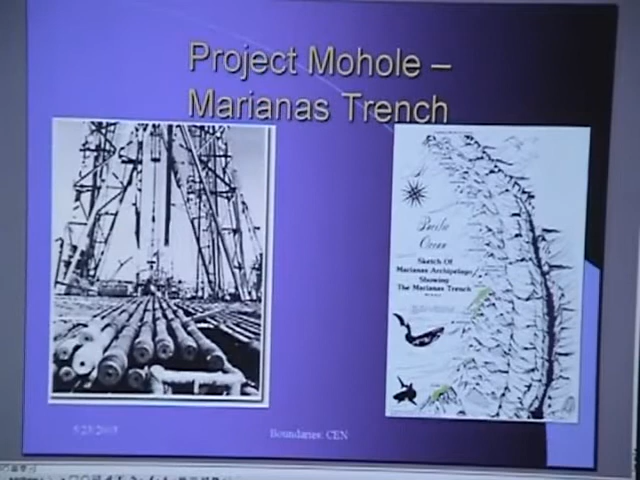 Project Mohole –
Marianas Trench
Pacific
Ocean
Sketch Of
Marianas Archipelago
Showing
The Marianas Trench
Boundaries: CEN